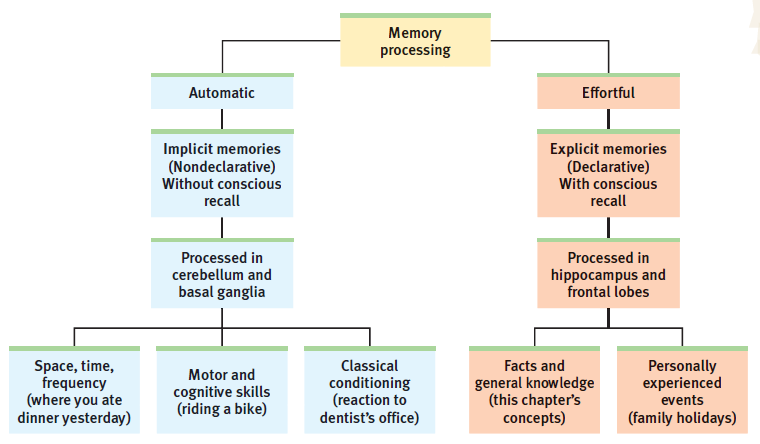 Memory
processing
Automatic
Effortful
Implicit memories
(Nondeclarative)
Without conscious
recall
Explicit memories
(Declarative)
With conscious
recall
Processed in
cerebellum and
basal ganglia
Processed in
hippocampus and
frontal lobes
Space, time,
frequency
(where you ate
dinner yesterday)
Motor and
cognitive skills
(riding a bike)
Classical
conditioning
(reaction to
dentist’s office)
Facts and
general knowledge
(this chapter’s
concepts)
Personally
experienced
events
(family holidays)